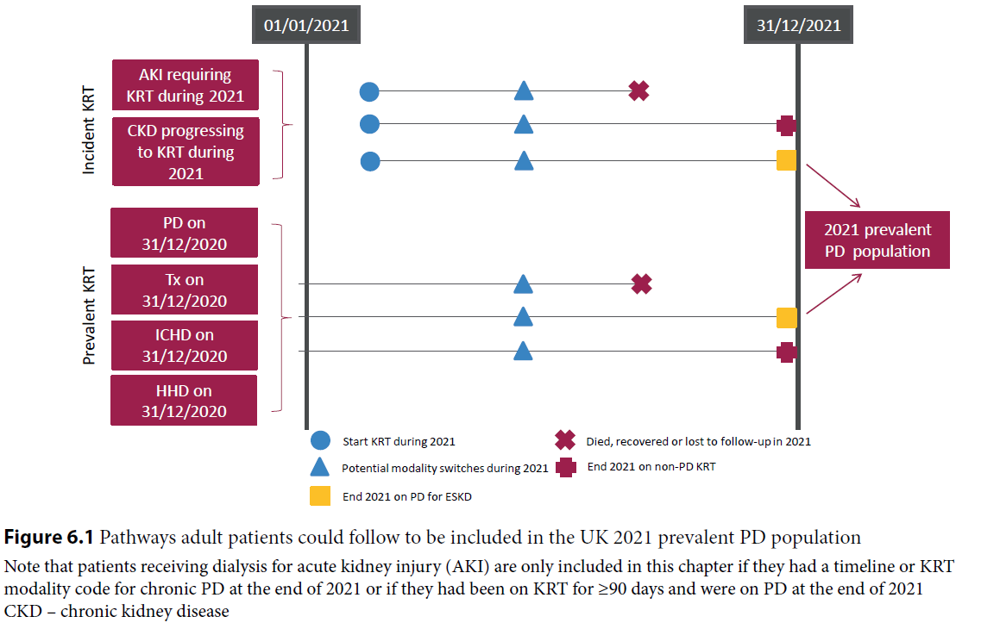 01/01/2021
31/12/2021
Incident KRT
AKI requiring
KRT during 2021
CKD progressing
to KRT during
2021
Prevalent KRT
PD on
31/12/2020
Tx on
31/12/2020
ICHD on
31/12/2020
HHD on
31/12/2020
2021 prevalent
PD population
Start KRT during 2021
Potential modality switches during 2021
End 2021 on PD for ESKD
Died, recovered or lost to follow-up in 2021
End 2021 on non-PD KRT
Figure 6.1 Pathways adult patients could follow to be included in the UK 2021 prevalent PD population
Note that patients receiving dialysis for acute kidney injury (AKI) are only included in this chapter if they had a timeline or KRT
modality code for chronic PD at the end of 2021 or if they had been on KRT for ≥90 days and were on PD at the end of 2021
CKD – chronic kidney disease